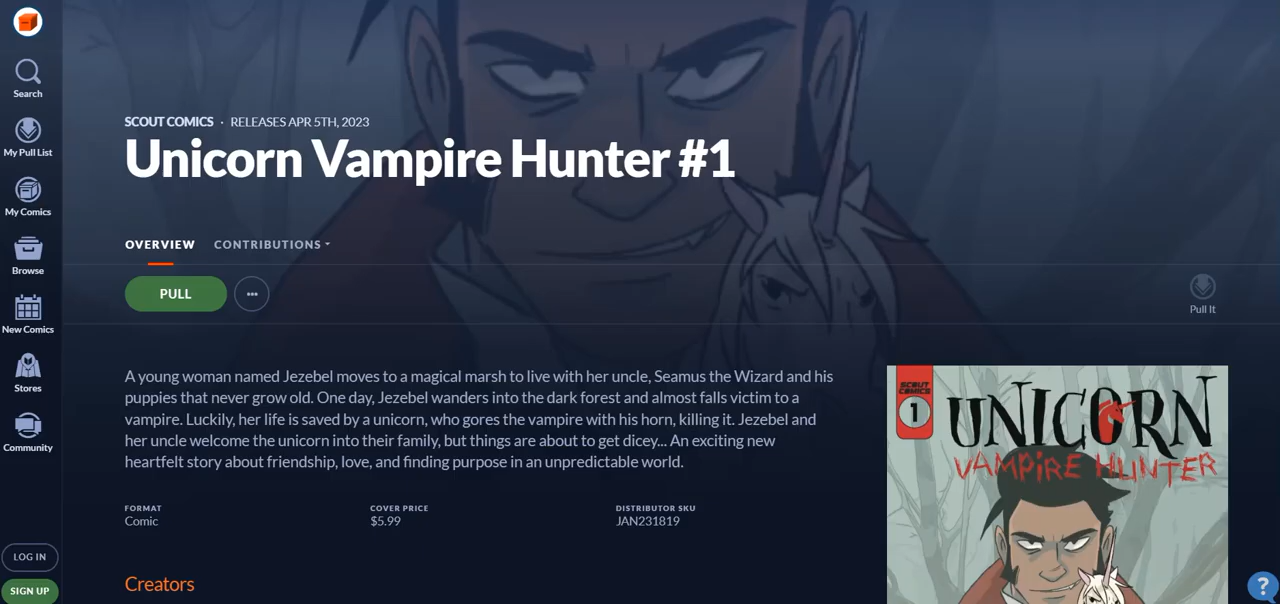 Search
My Pull List
My Comics
Browse
New Comics
Stores
Community
LOG IN
SIGN UP
SCOUT COMICS · RELEASES APR 5TH, 2023
Unicorn Vampire Hunter #1
OVERVIEW CONTRIBUTIONS
PULL
Pull It
A young woman named Jezebel moves to a magical marsh to live with her uncle, Seamus the Wizard and his
puppies that never grow old. One day, Jezebel wanders into the dark forest and almost falls victim to a
vampire. Luckily, her life is saved by a unicorn, who gores the vampire with his horn, killing it. Jezebel and
her uncle welcome the unicorn into their family, but things are about to get dicey... An exciting new
heartfelt story about friendship, love, and finding purpose in an unpredictable world.
FORMAT
Comic
COVER PRICE
$5.99
DISTRIBUTOR SKU
JAN231819
Creators
SCOUT
COMICS
1
UNICORN
VAMPIRE HUNTER
?